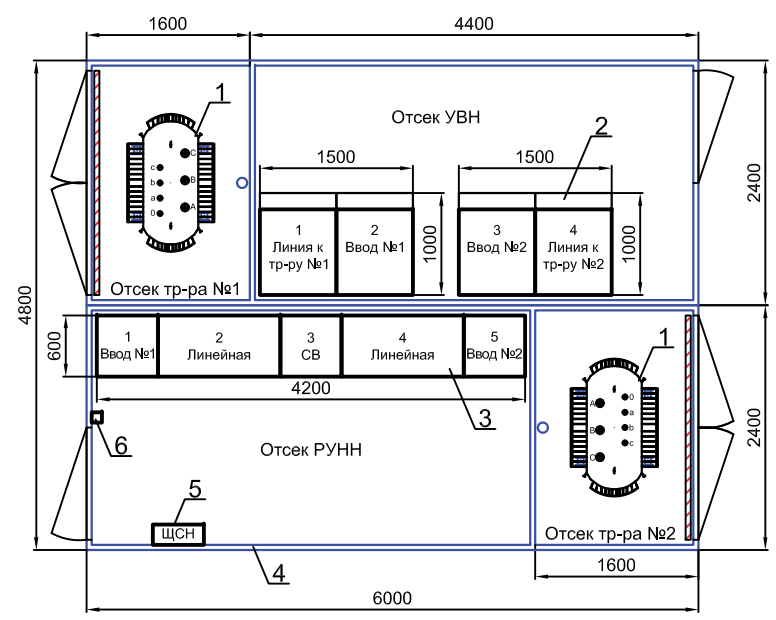 1600
4400
1
Отсек УВН
2
C
B
A
c
b
a
0
1500
1500
2400
1
Линия к
тр-ру №1
2
Ввод №1
1000
3
Ввод №2
4
Линия к
тр-ру №2
1000
Отсек тр-ра №1
4800
600
1
Ввод №1
2
Линейная
3
СВ
4
Линейная
5
Ввод №2
1
4200
3
A
B
C
0
a
b
c
2400
6
Отсек РУНН
5
ЩСН
Отсек тр-ра №2
4
1600
6000